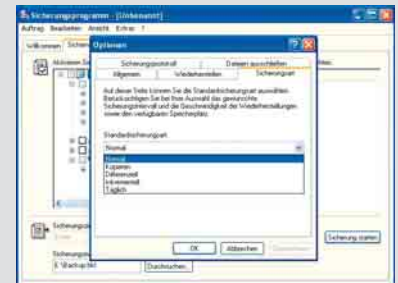 Sicherungsprogramm - [Unbenannt]
Auftrag Bearbeiten Ansicht Extras ?
Willkommen Sichern
Optionen
Sicherungsprotokoll Dateien ausschließen
Allgemein Wiederherstellen Sicherungsart
Auf dieser Seite können Sie die Standardsicherungsart auswählen.
Berücksichtigen Sie bei Ihrer Auswahl das gewünschte
Sicherungsintervall und die Geschwindigkeit der Wiederherstellungen
sowie den verfügbaren Speicherplatz.
Standardsicherungsart:
Normal
Normal
Kopieren
Differenziell
Inkrementell
Täglich
OK Abbrechen Übernehmen
Sicherung starten
E:\Backup.bkf
Durchsuchen...